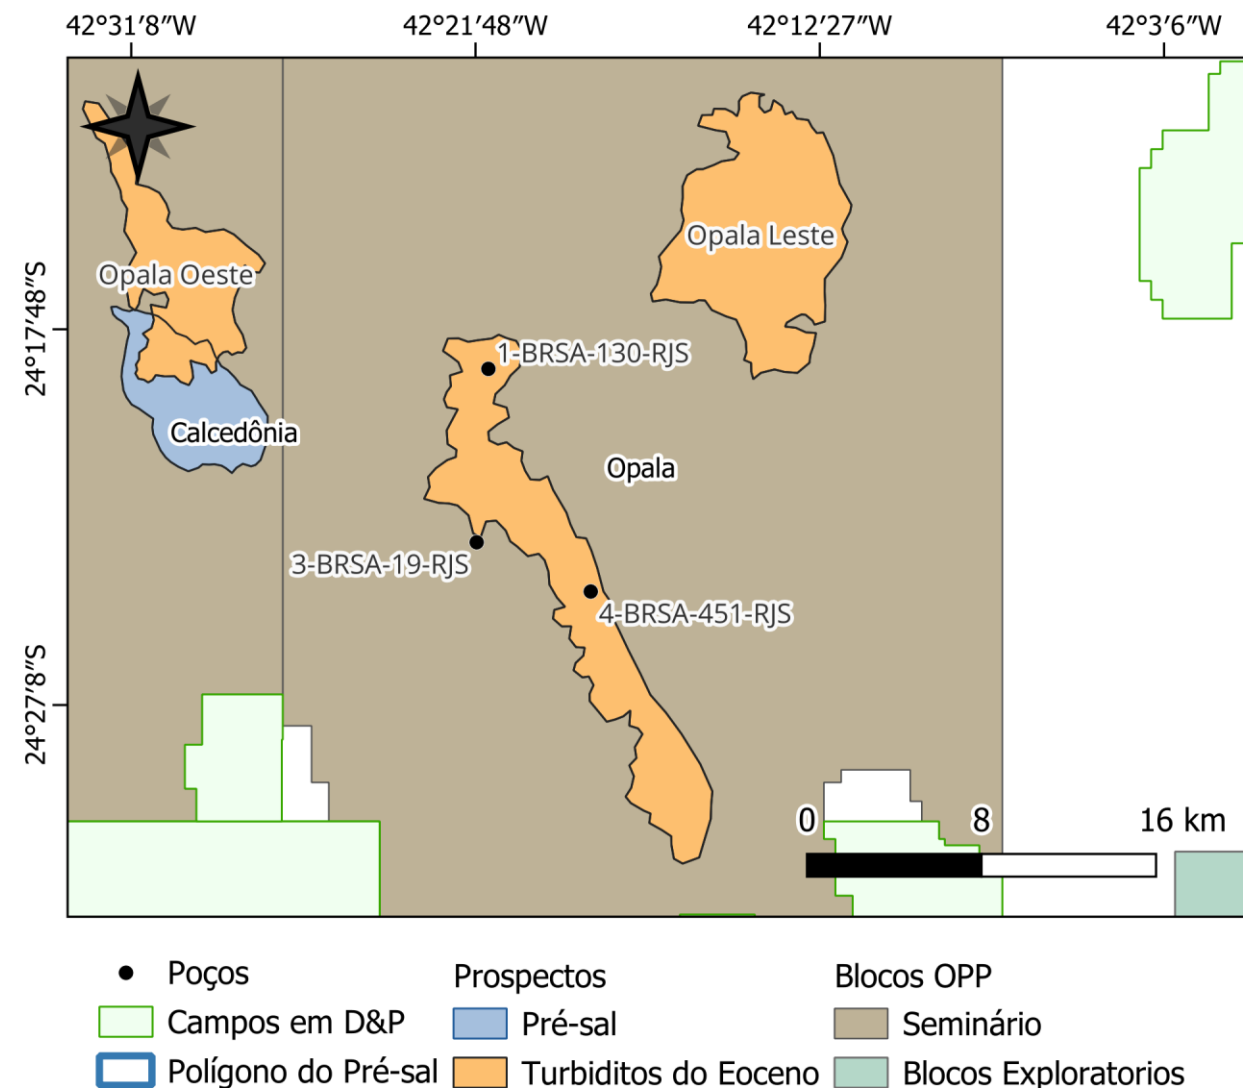 42°31′8″W 42°21′48″W 42°12′27″W 42°3′6″W
Opala Leste
Opala Oeste
24°17′48″S
1-BRSA-130-RJS
Calcedônia
Opala
3-BRSA-19-RJS
4-BRSA-451-RJS
24°27′8″S
0 8 16 km
Poços Prospectos Blocos OPP
Campos em D&P Pré-sal Seminário
Polígono do Pré-sal Turbiditos do Eoceno Blocos Exploratorios